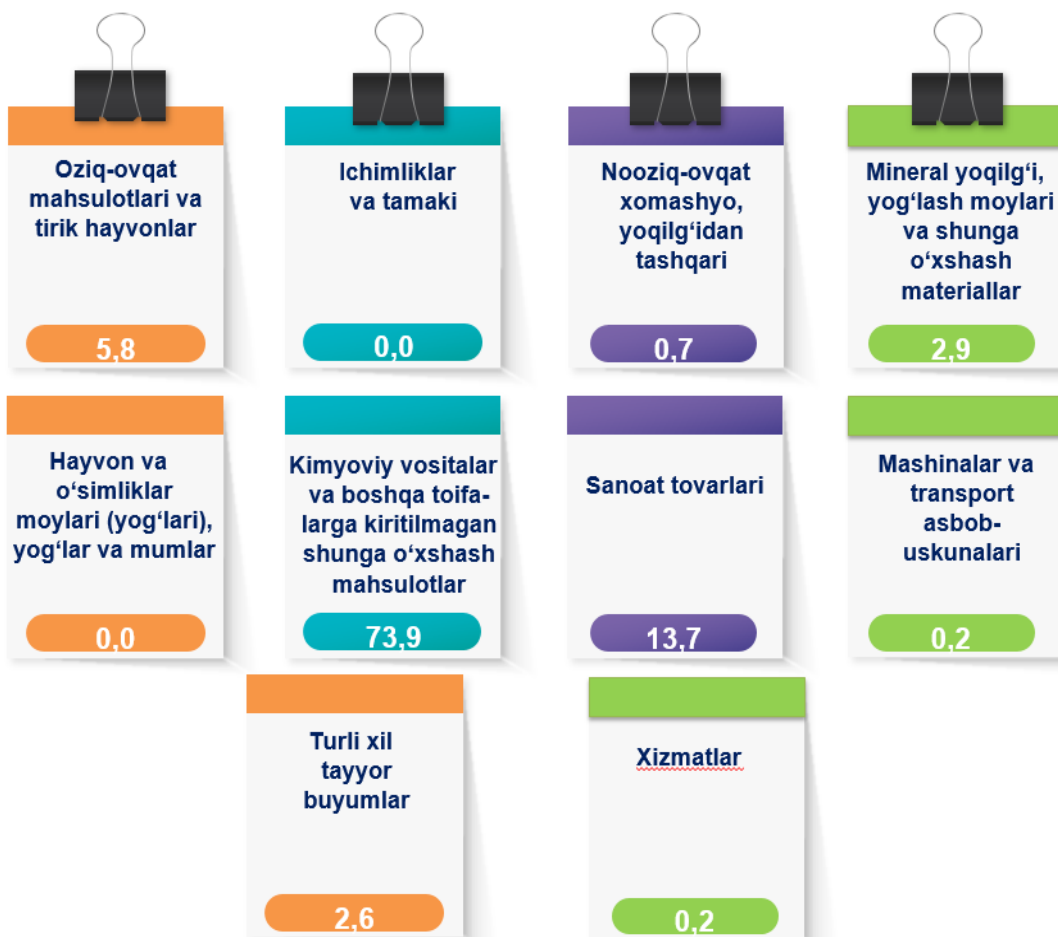 Oziq-ovqat
mahsulotlari va
tirik hayvonlar
5,8
Ichimliklar
va tamaki
0,0
Nooziq-ovqat
xomashyo,
yoqilg‘idan
tashqari
0,7
Mineral yoqilg‘i,
yog‘lash moylari
va shunga
o‘xshash
materiallar
2,9
Hayvon va
o‘simliklar
moylari (yog‘lari),
yog‘lar va mumlar
0,0
Kimyoviy vositalar
va boshqa toifa-
larga kiritilmagan
shunga o‘xshash
mahsulotlar
73,9
Sanoat tovarlari
13,7
Mashinalar va
transport
asbob-
uskunalari
0,2
Turli xil
tayyor
buyumlar
2,6
Xizmatlar
0,2